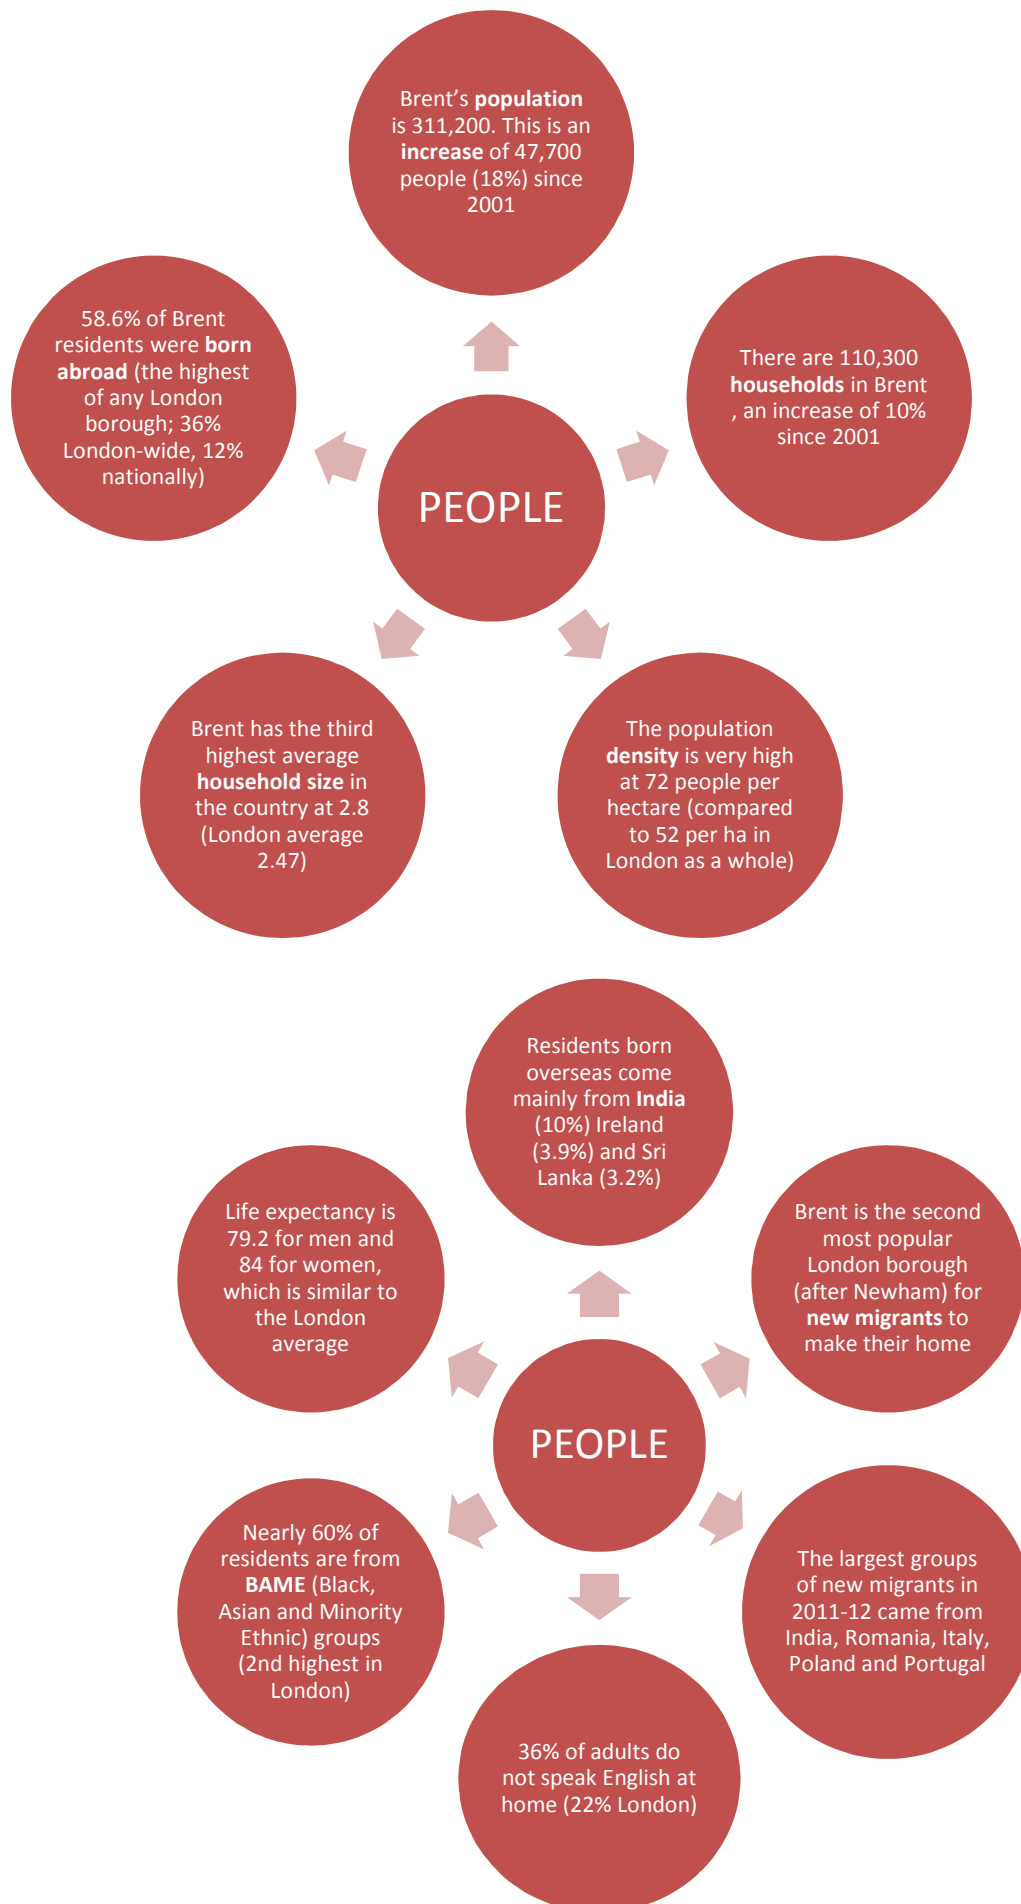 Brent's population
is 311,200. This is an
increase of 47,700
people (18%) since
2001
58.6% of Brent
residents were born
abroad (the highest
of any London
borough; 36%
London-wide, 12%
nationally)
There are 110,300
households in Brent
, an increase of 10%
since 2001
PEOPLE
Brent has the third
highest average
household size in
the country at 2.8
(London average
2.47)
The population
density is very high
at 72 people per
hectare (compared
to 52 per ha in
London as a whole)
Residents born
overseas come
mainly from India
(10%) Ireland
(3.9%) and Sri
Lanka (3.2%)
Life expectancy is
79.2 for men and
84 for women,
which is similar to
the London
average
Brent is the second
most popular
London borough
(after Newham) for
new migrants to
make their home
PEOPLE
Nearly 60% of
residents are from
BAME (Black,
Asian and Minority
Ethnic) groups
(2nd highest in
London)
The largest groups
of new migrants in
2011-12 came from
India, Romania, Italy,
Poland and Portugal
36% of adults do
not speak English at
home (22% London)